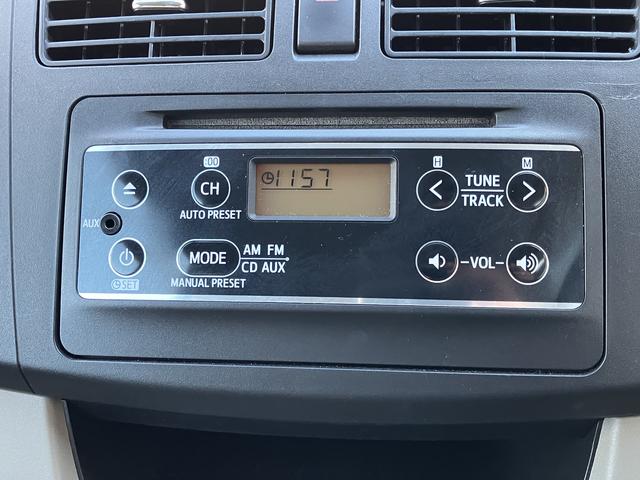 :00
H
M
CH
1157
TUNE
TRACK
AUTO PRESET
AUX
MODE
AM FM
CD AUX
-VOL-
SET
MANUAL PRESET